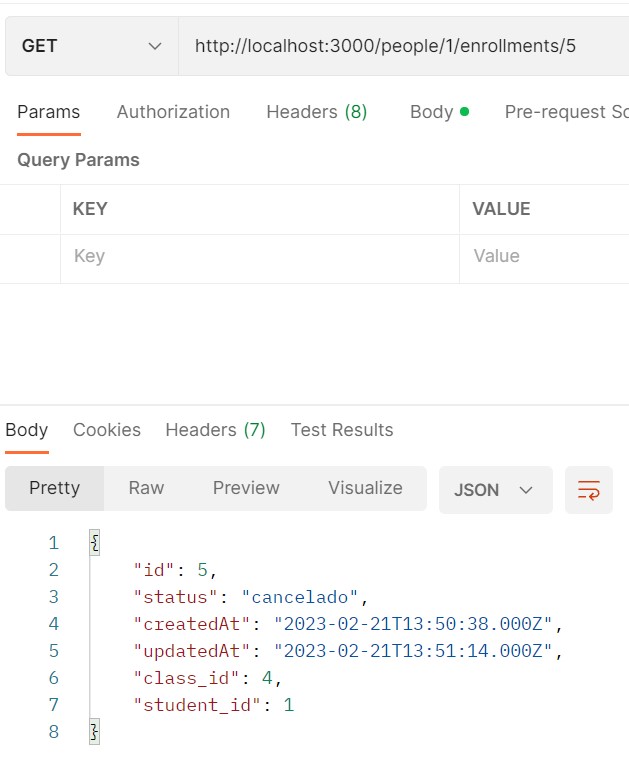 GET http://localhost:3000/people/1/enrollments/5
Params Authorization Headers (8) Body Pre-request Sc
Query Params
KEY VALUE
Key Value
Body Cookies Headers (7) Test Results
Pretty Raw Preview Visualize JSON
1 {
2 "id": 5,
3 "status": "cancelado",
4 "createdAt": "2023-02-21T13:50:38.000Z",
5 "updatedAt": "2023-02-21T13:51:14.000Z",
6 "class_id": 4,
7 "student_id": 1
8 }